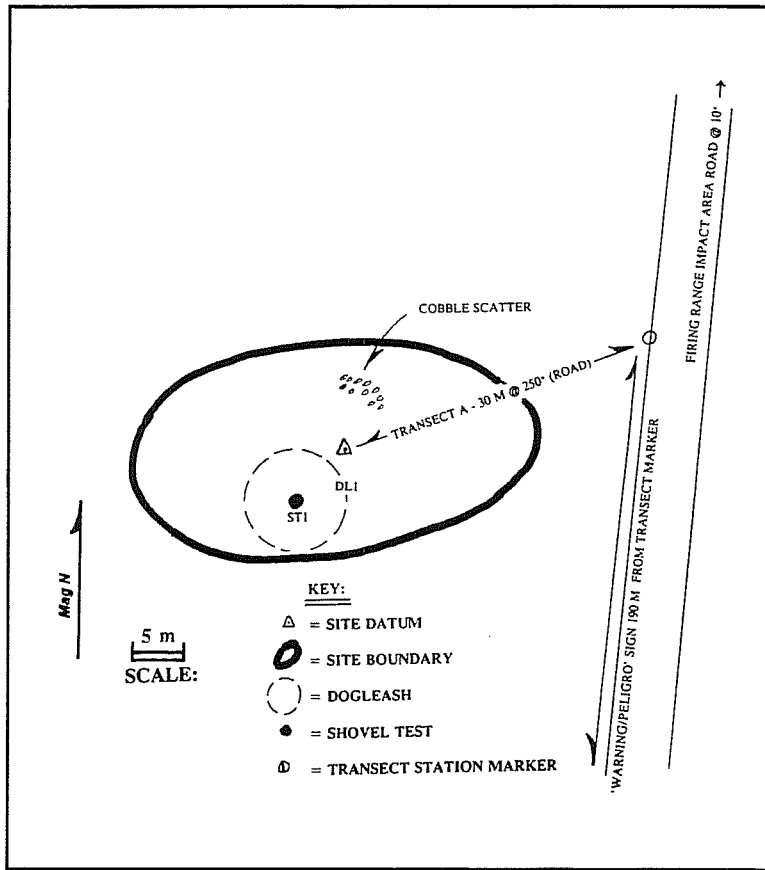 FIRING RANGE IMPACT AREA ROAD @ 10° →
COBBLE SCATTER
TRANSECT A - 30 M @ 250° (ROAD)
DL1
ST1
'WARNING/PELIGRO' SIGN 190 M FROM TRANSECT MARKER
Mag N
5 m
SCALE:
KEY:
= SITE DATUM
= SITE BOUNDARY
= DOGLEASH
= SHOVEL TEST
= TRANSECT STATION MARKER